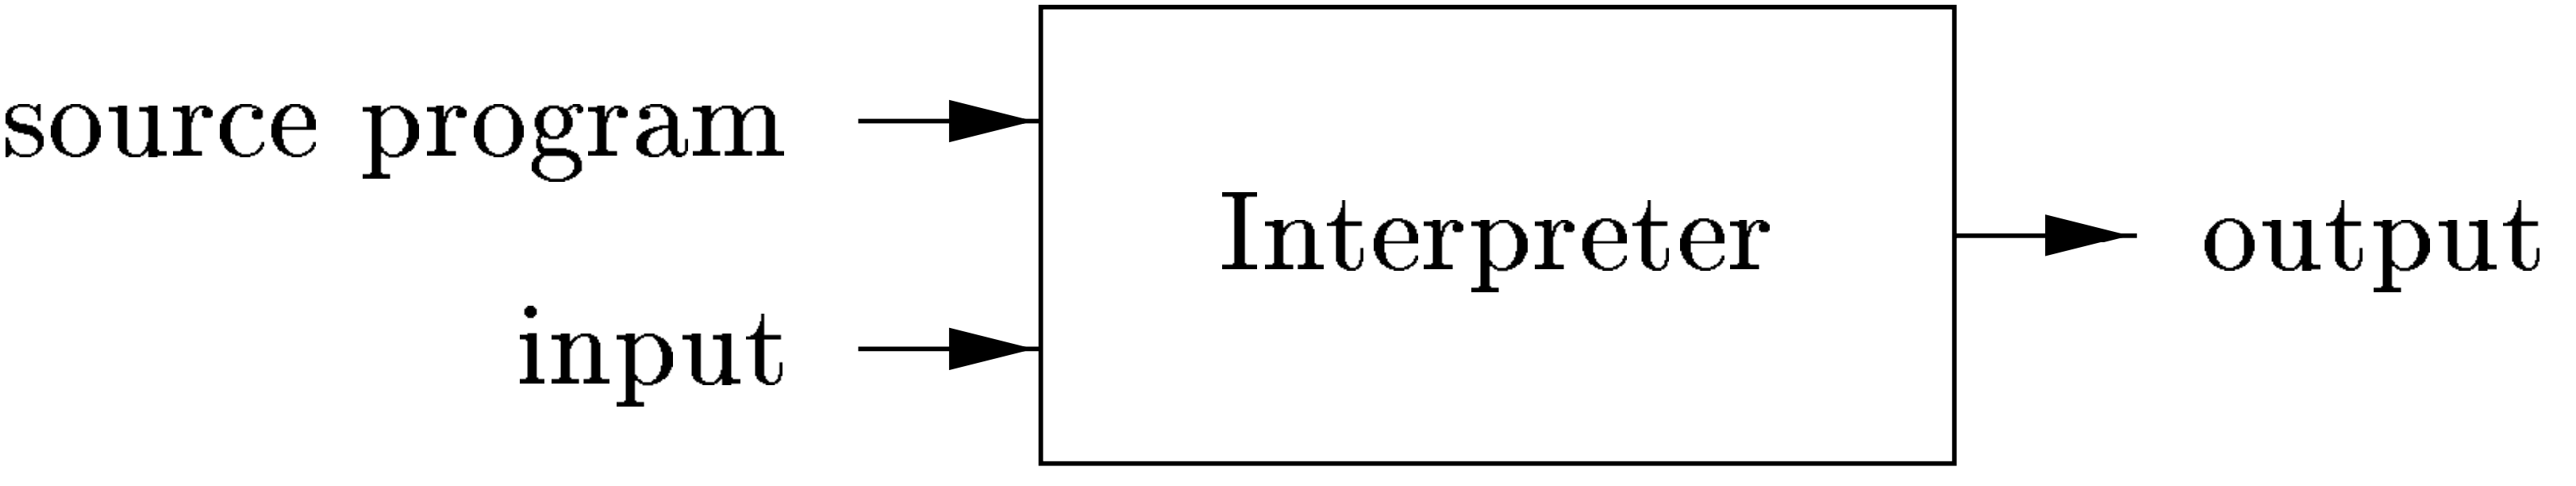 source program
Interpreter
output
input